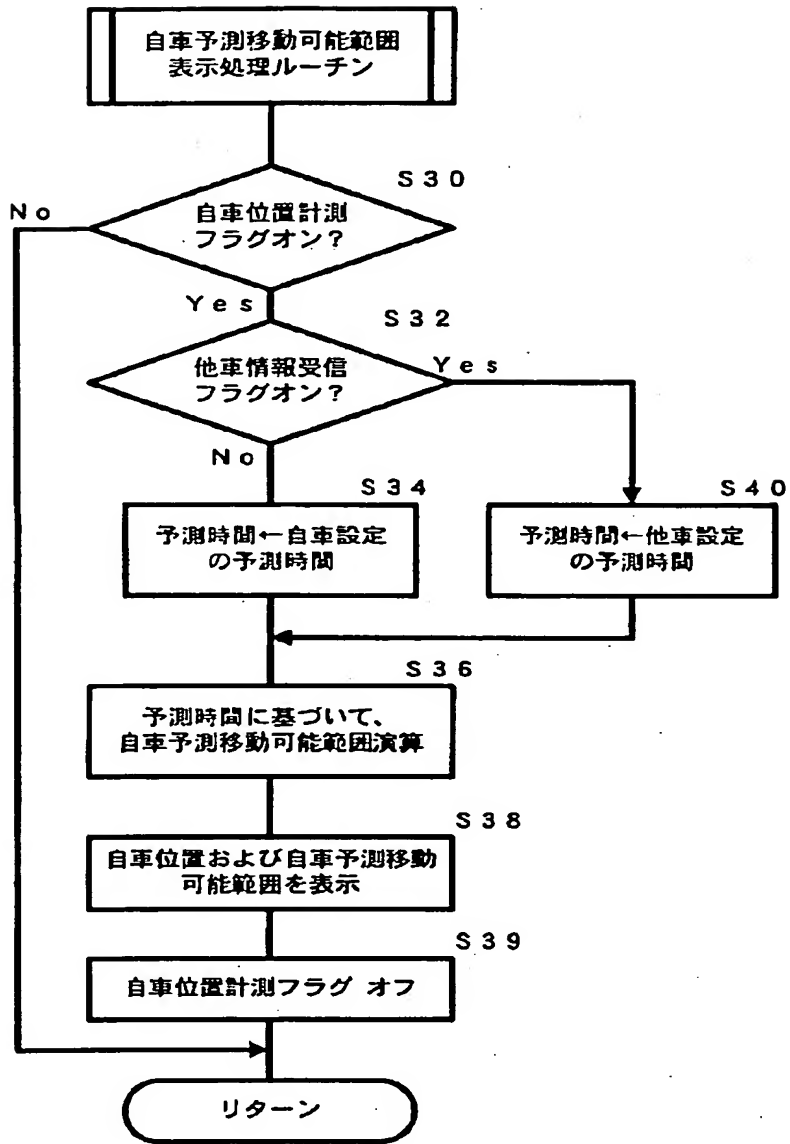 自車予測移動可能範囲
表示処理ルーチン
S30
No
自車位置計測
フラグオン?
Yes
S32
他車情報受信
フラグオン?
Yes
No
S34
予測時間←自車設定
の予測時間
S40
予測時間←他車設定
の予測時間
S36
予測時間に基づいて、
自車予測移動可能範囲演算
S38
自車位置および自車予測移動
可能範囲を表示
S39
自車位置計測フラグ オフ
リターン